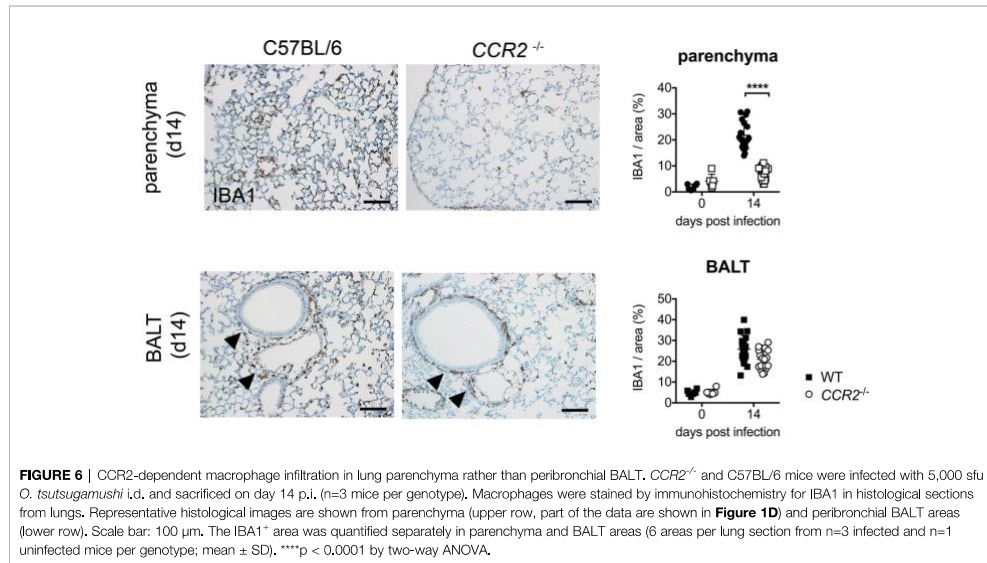 C57BL/6
CCR2 -/-
parenchyma
(d14)
IBA1
parenchyma
****
IBA1 / area (%)
40
30
20
10
0
0
14
days post infection
BALT
(d14)
BALT
IBA1 / area (%)
50
40
30
20
10
0
0
14
days post infection
WT
CCR2-/-
FIGURE 6 | CCR2-dependent macrophage infiltration in lung parenchyma rather than peribronchial BALT. CCR2-/- and C57BL/6 mice were infected with 5,000 sfu
O. tsutsugamushi i.d. and sacrificed on day 14 p.i. (n=3 mice per genotype). Macrophages were stained by immunohistochemistry for IBA1 in histological sections
from lungs. Representative histological images are shown from parenchyma (upper row, part of the data are shown in Figure 1D) and peribronchial BALT areas
(lower row). Scale bar: 100 µm. The IBA1+ area was quantified separately in parenchyma and BALT areas (6 areas per lung section from n=3 infected and n=1
uninfected mice per genotype; mean ± SD). ****p < 0.0001 by two-way ANOVA.